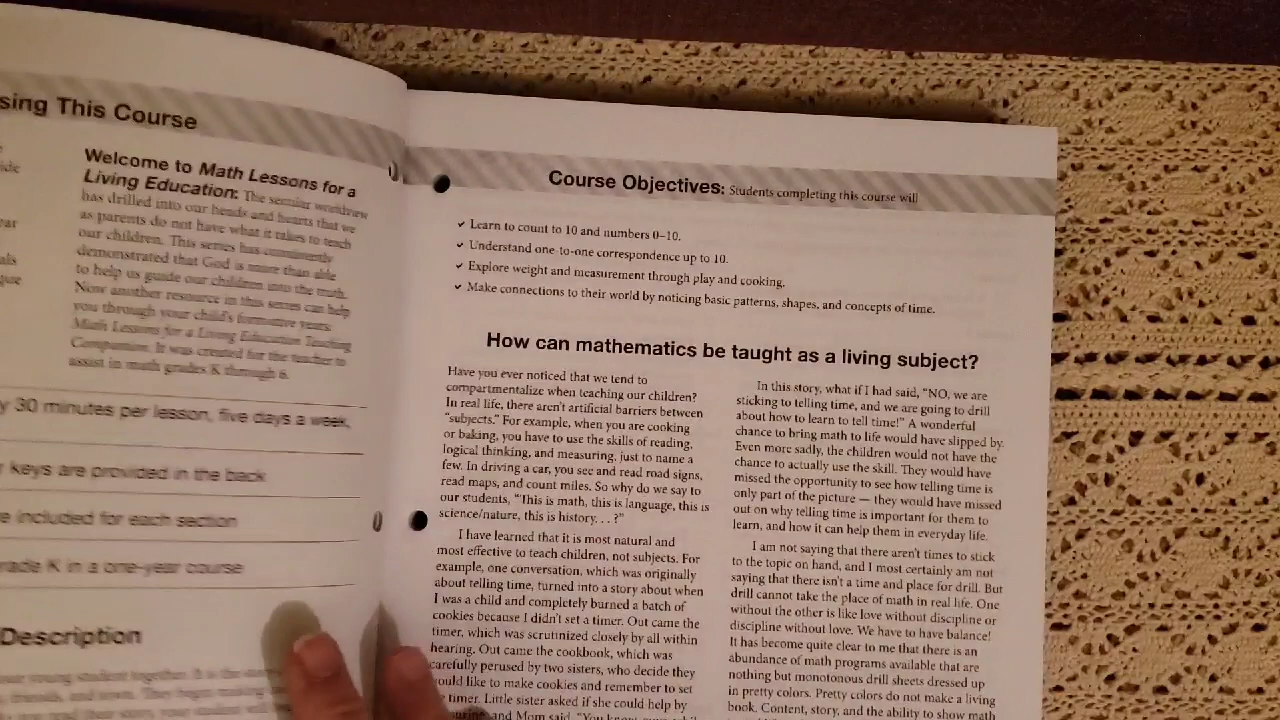 sing This Course
Welcome to Math Lessons for a
Living Education: The secular worldview
has drilled into our heads and hearts that we
as parents do not have what it takes to teach
our children. This series has consistently
demonstrated that God is more than able
to help us guide our children into the truth.
Now another resource in this series can help
you through your child's formative years:
Math Lessons for a Living Education Teaching
Companion. It was created for the teacher to
assist in math grades K through 6.
y 30 minutes per lesson, five days a week,
keys are provided in the back
e included for each section
rade K in a one-year course
Description
Course Objectives: Students completing this course will
✓ Learn to count to 10 and numbers 0–10.
✓ Understand one-to-one correspondence up to 10.
✓ Explore weight and measurement through play and cooking.
✓ Make connections to their world by noticing basic patterns, shapes, and concepts of time.
How can mathematics be taught as a living subject?
Have you ever noticed that we tend to
compartmentalize when teaching our children?
In real life, there aren't artificial barriers between
"subjects." For example, when you are cooking
or baking, you have to use the skills of reading,
logical thinking, and measuring, just to name a
few. In driving a car, you see and read road signs,
read maps, and count miles. So why do we say to
our students, "This is math, this is language, this is
science/nature, this is history. . . ?"
I have learned that it is most natural and
most effective to teach children, not subjects. For
example, one conversation, which was originally
about telling time, turned into a story about when
I was a child and completely burned a batch of
cookies because I didn't set a timer. Out came the
timer, which was scrutinized closely by all within
hearing. Out came the cookbook, which was
carefully perused by two sisters, who decide they
would like to make cookies and remember to set
timer. Little sister asked if she could help by
and Mom said, "You know
In this story, what if I had said, "NO, we are
sticking to telling time, and we are going to drill
about how to learn to tell time!" A wonderful
chance to bring math to life would have slipped by.
Even more sadly, the children would not have the
chance to actually use the skill. They would have
missed the opportunity to see how telling time is
only part of the picture — they would have missed
out on why telling time is important for them to
learn, and how it can help them in everyday life.
I am not saying that there aren't times to stick
to the topic on hand, and I most certainly am not
saying that there isn't a time and place for drill. But
drill cannot take the place of math in real life. One
without the other is like love without discipline or
discipline without love. We have to have balance!
It has become quite clear to me that there is an
abundance of math programs available that are
nothing but monotonous drill sheets dressed up
in pretty colors. Pretty colors do not make a living
book. Content, story, and the ability to show math